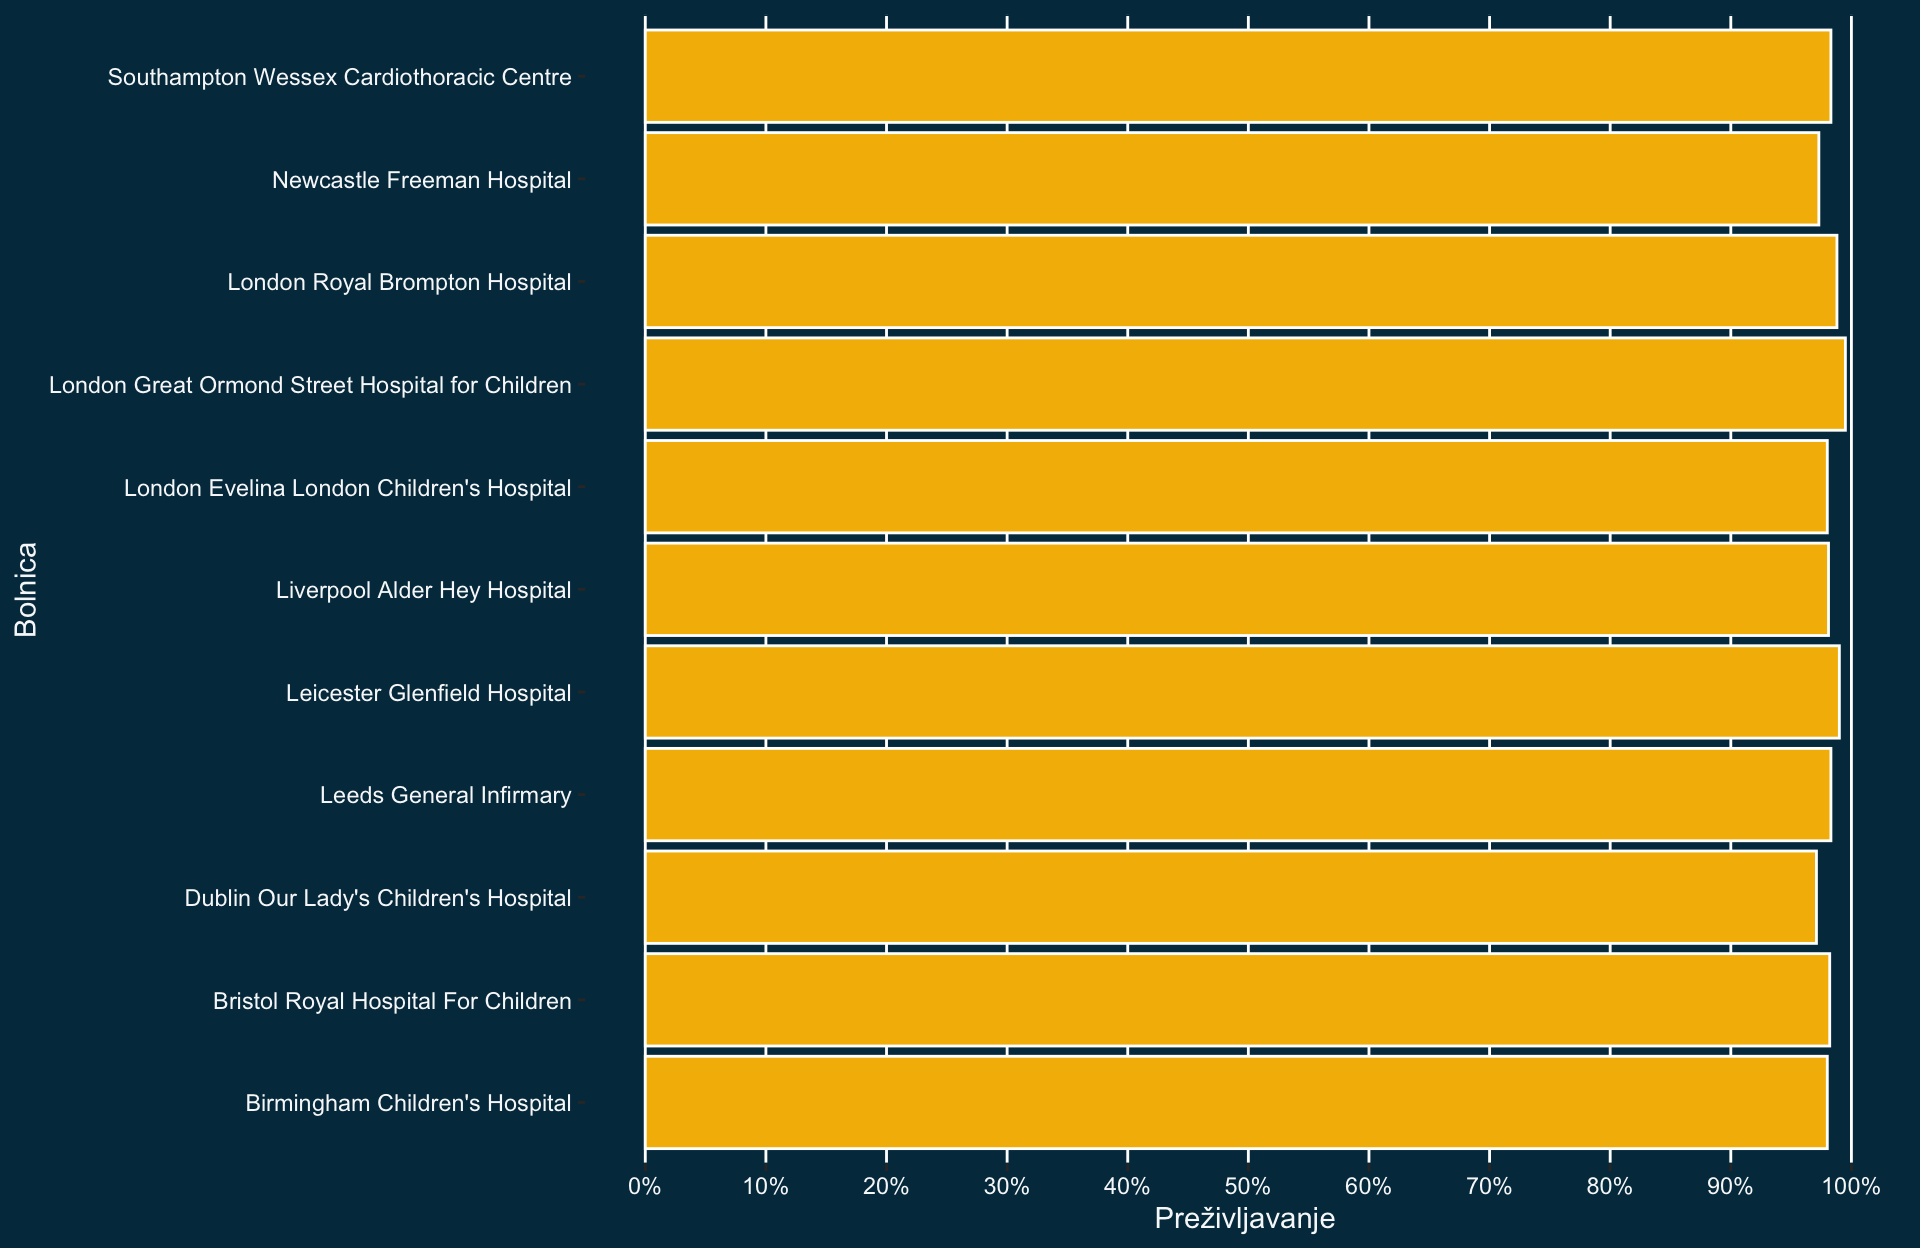 Southampton Wessex Cardiothoracic Centre
Newcastle Freeman Hospital
London Royal Brompton Hospital
London Great Ormond Street Hospital for Children
London Evelina London Children's Hospital
Liverpool Alder Hey Hospital
Leicester Glenfield Hospital
Leeds General Infirmary
Dublin Our Lady's Children's Hospital
Bristol Royal Hospital For Children
Birmingham Children's Hospital
Bolnica
0% 10% 20% 30% 40% 50% 60% 70% 80% 90% 100%
Preživljavanje